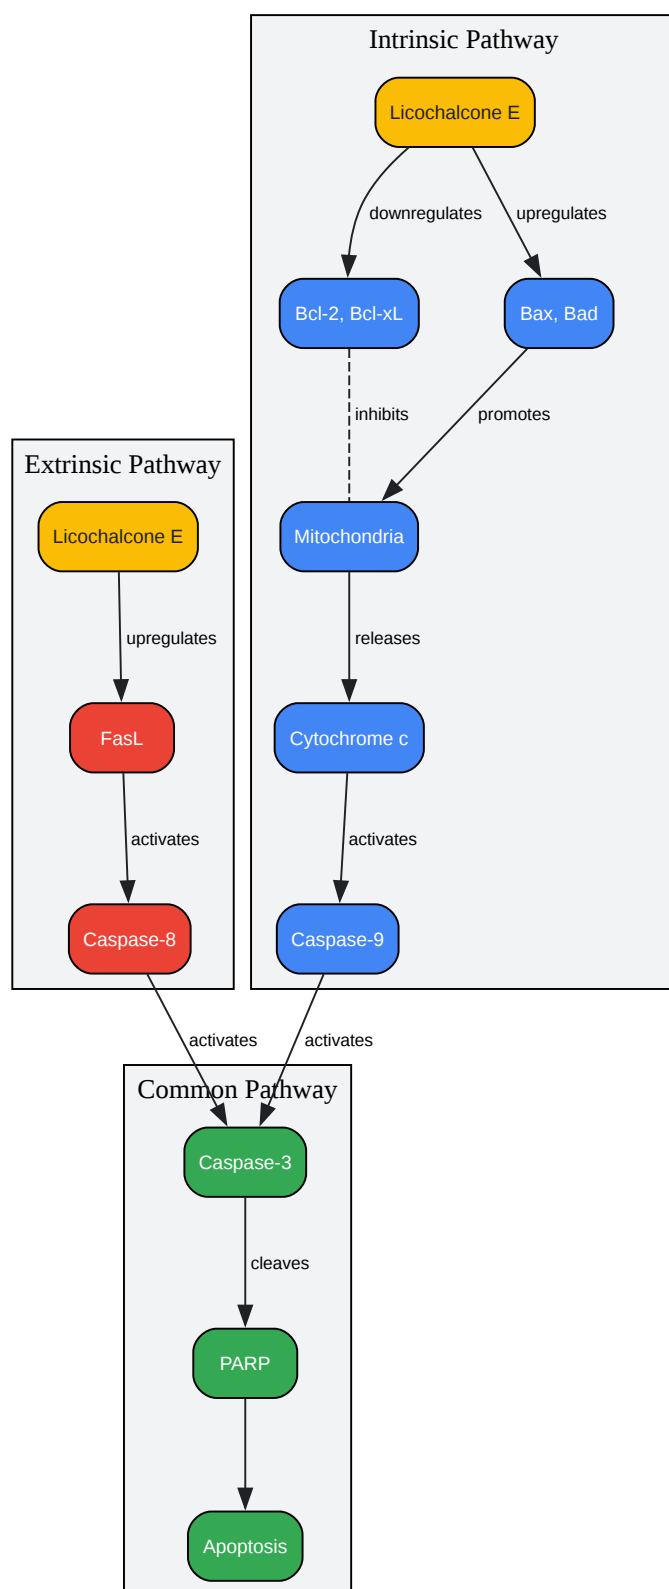 Intrinsic Pathway
Licochalcone E
downregulates
upregulates
Bcl-2, Bcl-xL
Bax, Bad
inhibits
promotes
Extrinsic Pathway
Licochalcone E
Mitochondria
upregulates
releases
FasL
Cytochrome c
activates
activates
Caspase-8
Caspase-9
activates
activates
Common Pathway
Caspase-3
cleaves
PARP
Apoptosis